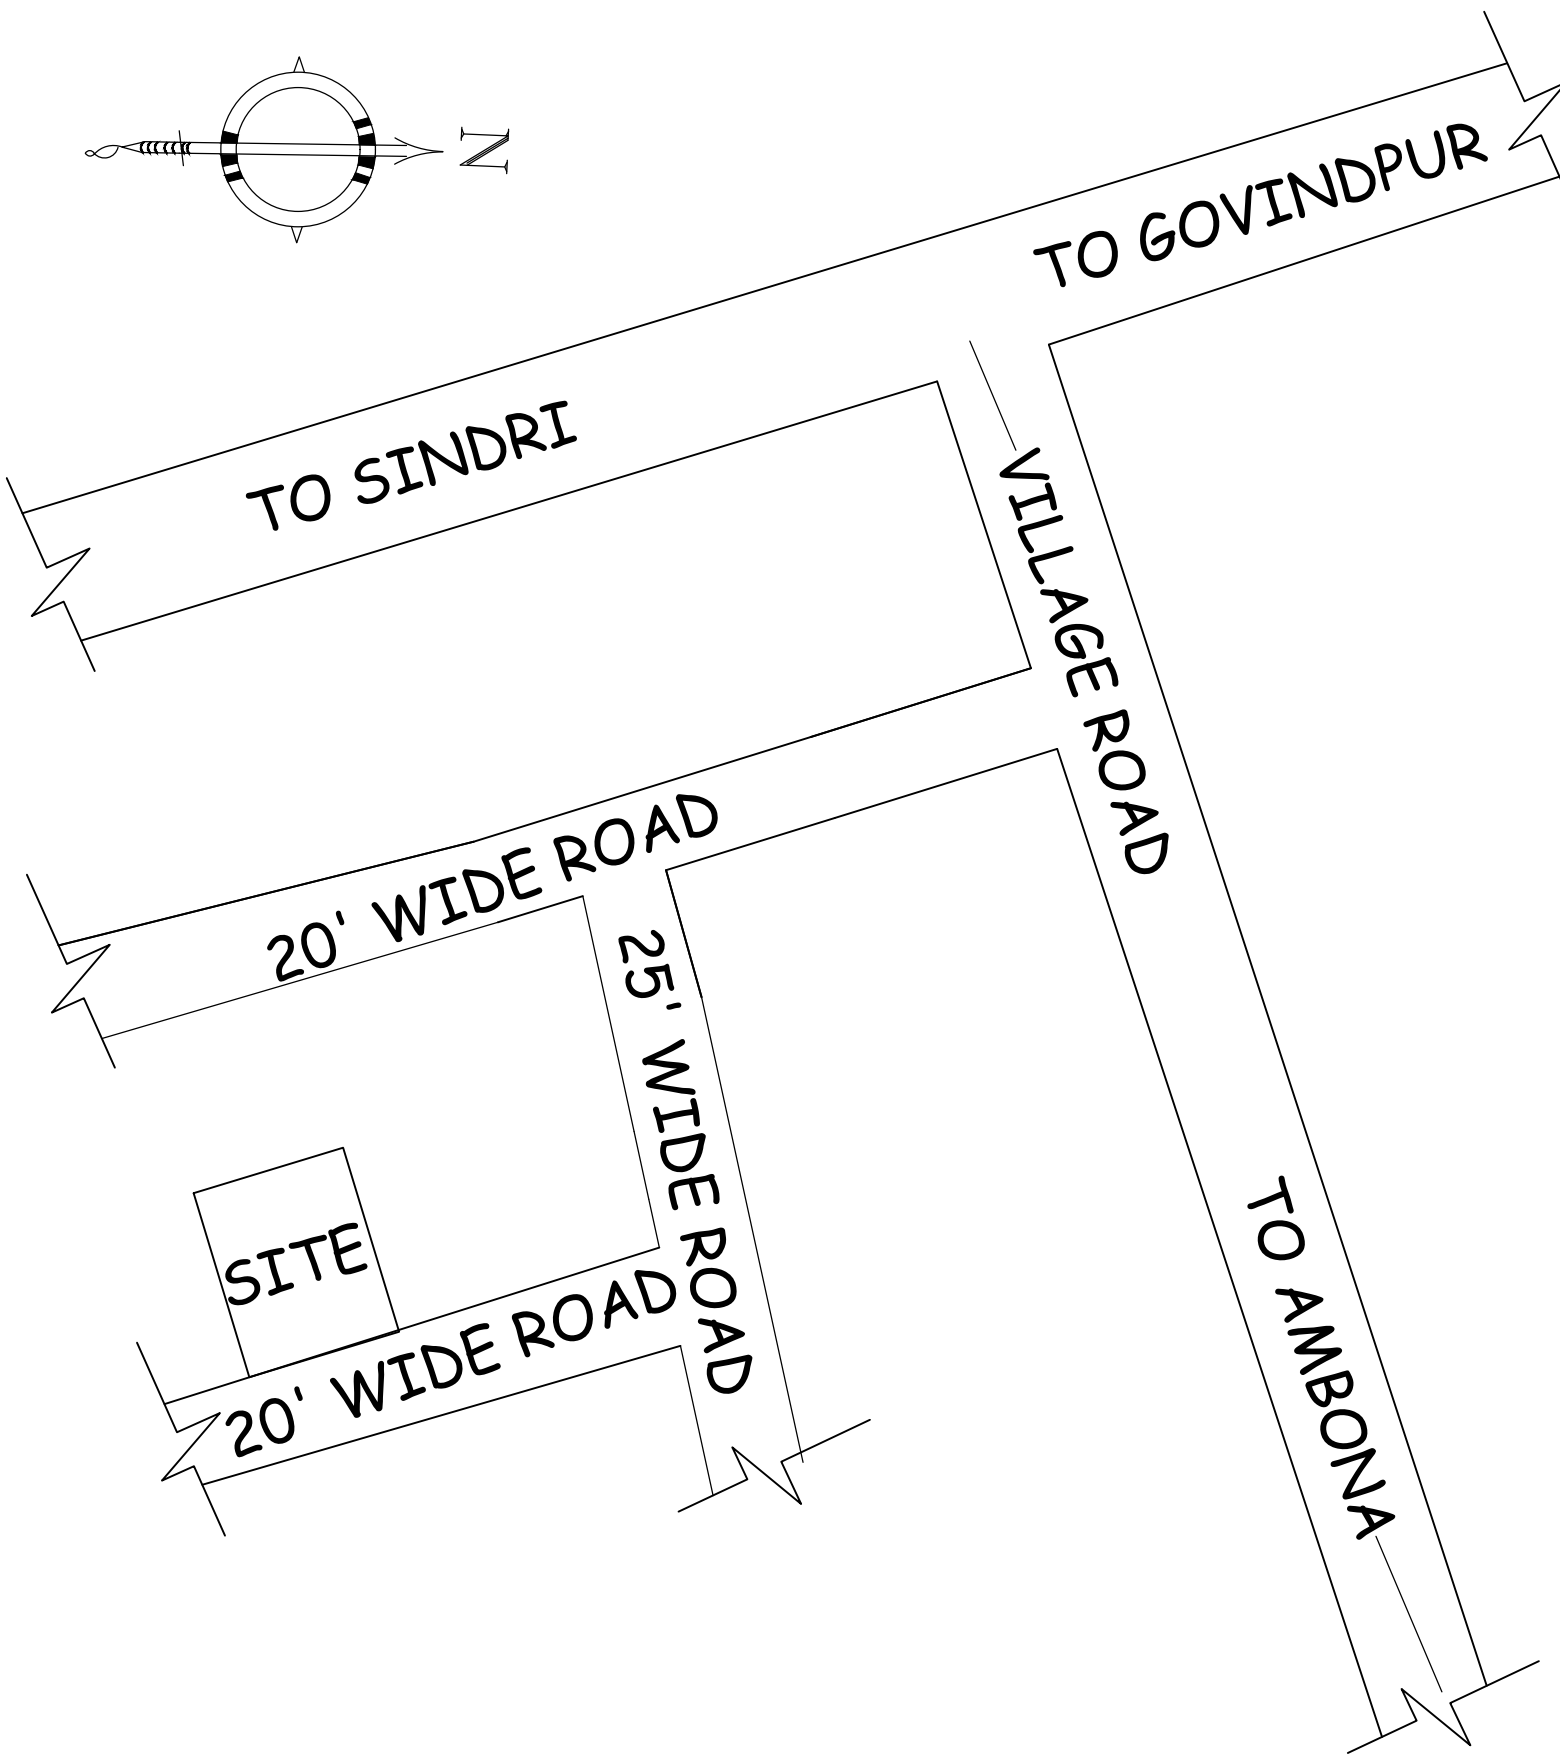 N
TO GOVINDPUR
TO SINDRI
VILLAGE ROAD
20' WIDE ROAD
25' WIDE ROAD
TO AMBONA
SITE
20' WIDE ROAD